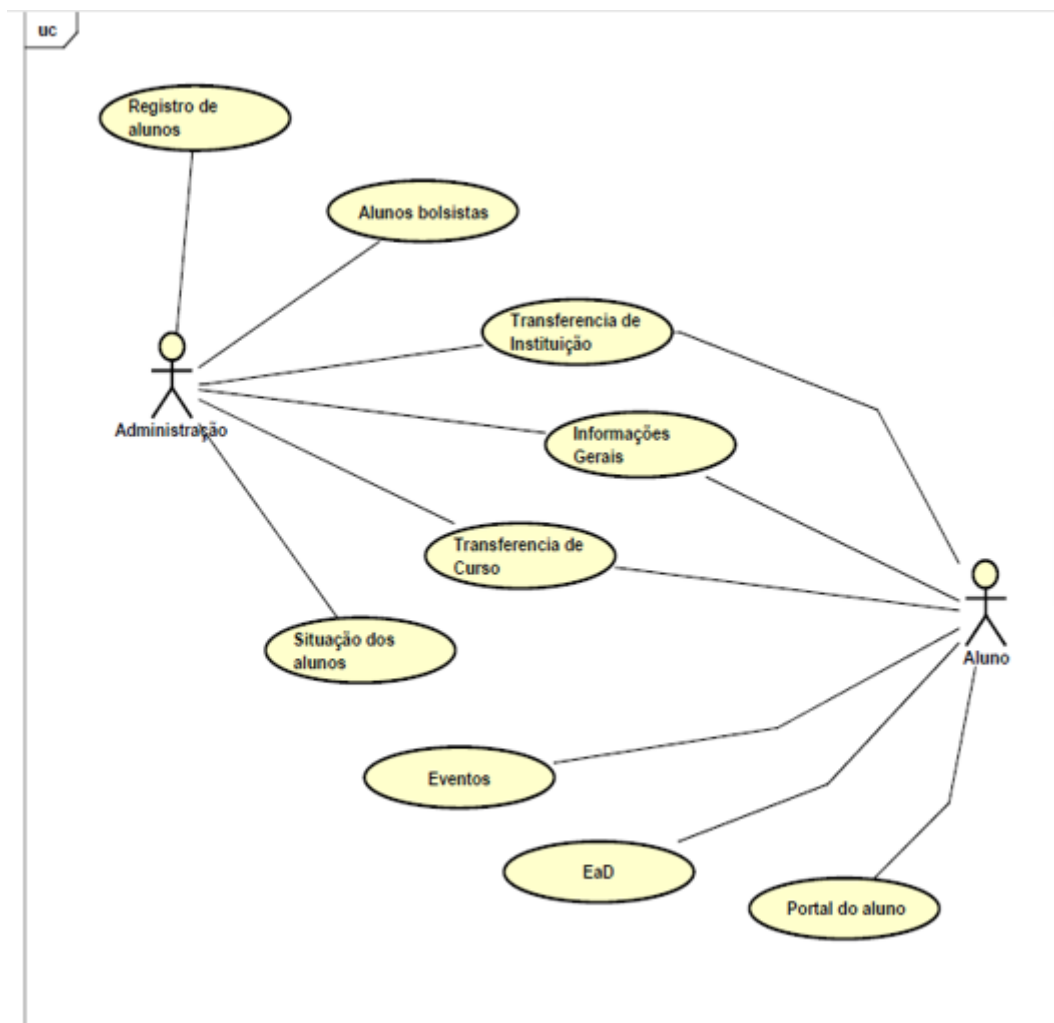 uc
Registro de
alunos
Alunos bolsistas
Transferencia de
Instituição
Administração
Informações
Gerais
Transferencia de
Curso
Situação dos
alunos
Aluno
Eventos
EaD
Portal do aluno